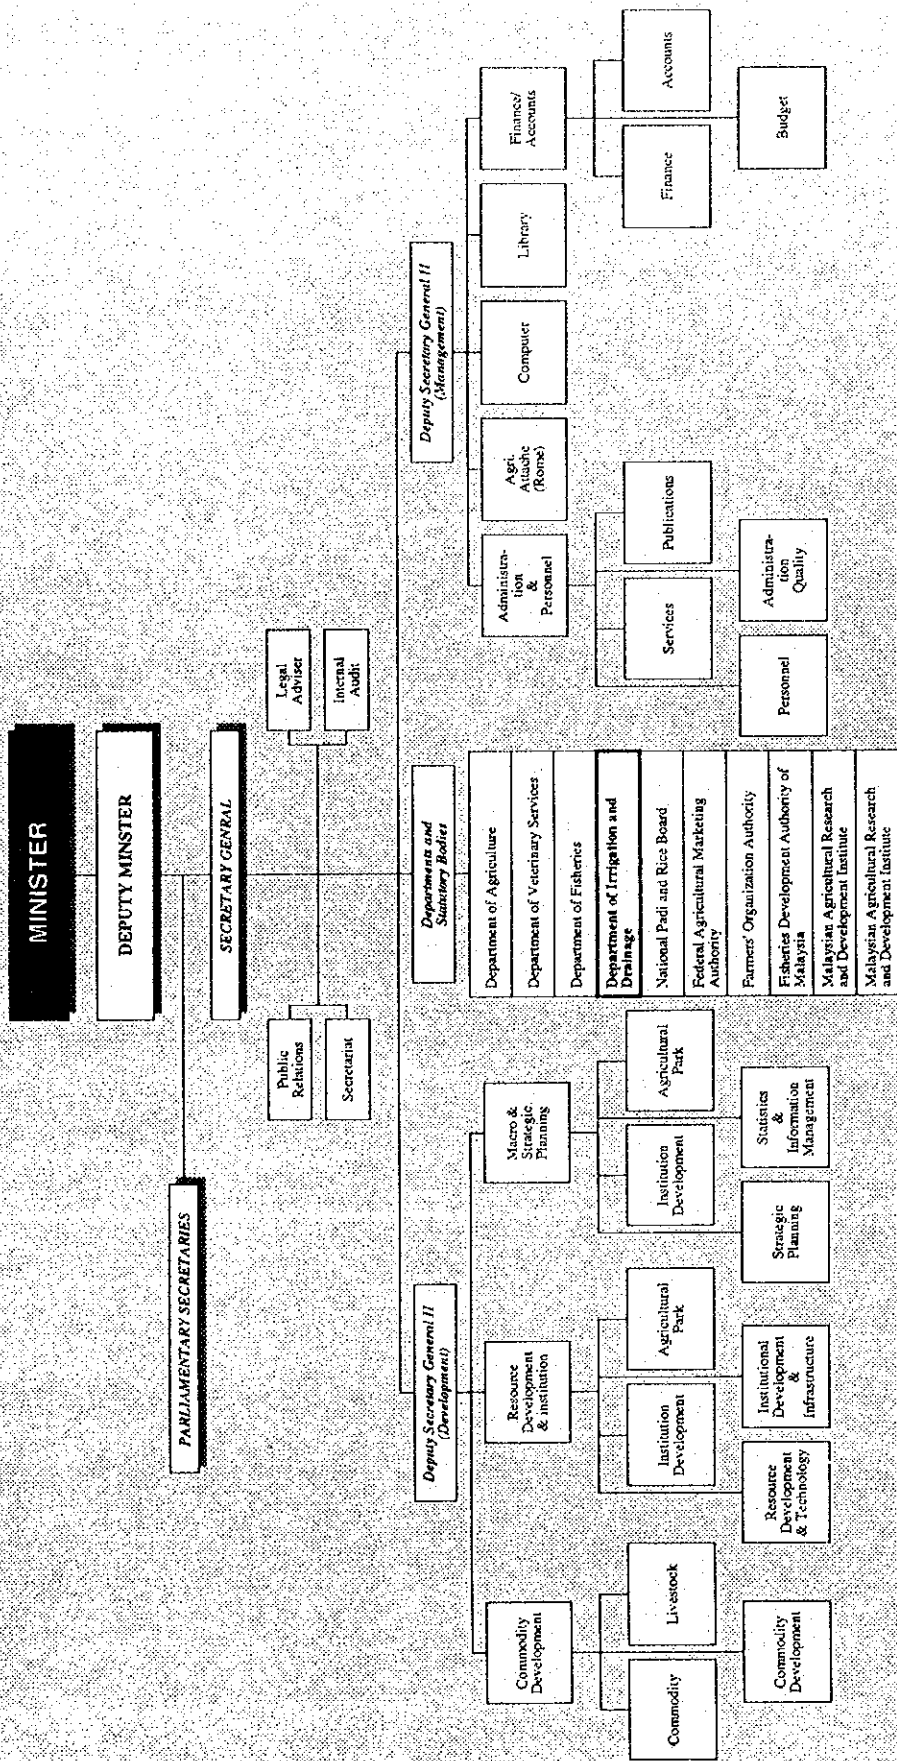 MINISTER
DEPUTY MINSTER
PARLIAMENTARY SECRETARIES
SECRETARY GENRAL
Public
Relations
Secretariat
Legal
Adviser
Internal
Audit
Deputy Secretary General II
(Development)
Departments and
Statutory Bodies
Deputy Secretary General II
(Management)
Commodity
Development
Resource
Development
& institution
Macro &
Strategic
Planning
Commodity
Livestock
Commodity
Development
Institution
Development
Agricultural
Park
Resource
Development
& Technology
Institutional
Development
&
Infrastructure
Institution
Development
Agricultural
Park
Strategic
Planning
Statistics
&
Information
Management
Department of Agriculture
Department of Veterinary Services
Department of Fisheries
Department of Irrigation and
Drainage
National Padi and Rice Board
Federal Agricultural Marketing
Authority
Farmers' Organization Authority
Fisheries Development Authority of
Malaysia
Malaysian Agricultural Research
and Development Institute
Malaysian Agricultural Research
and Development Institute
Administra-
tion
&
Personnel
Agri.
Attache
(Rome)
Computer
Library
Finance/
Accounts
Services
Publications
Personnel
Administra-
tion
Quality
Finance
Accounts
Budget